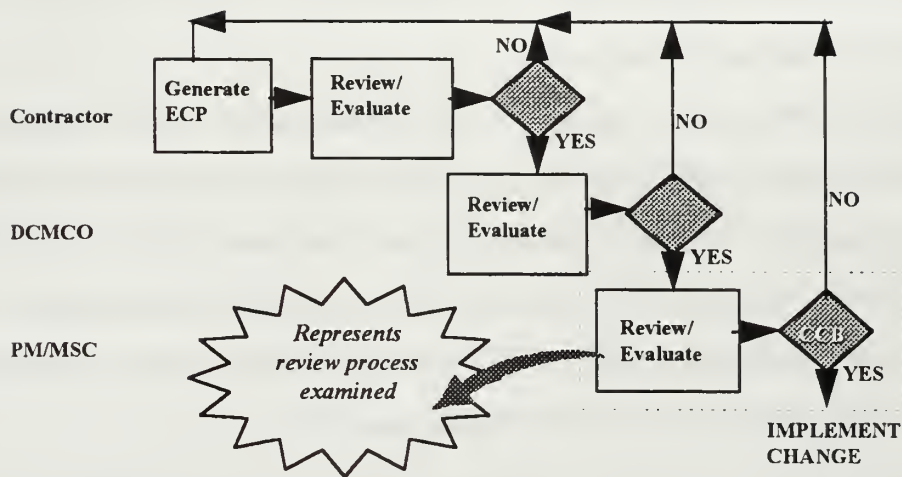 NO
Generate
ECP
Review/
Evaluate
Contractor
YES
NO
Review/
Evaluate
NO
DCMCO
YES
Represents
review process
examined
Review/
Evaluate
CCB
PM/MSC
YES
IMPLEMENT
CHANGE